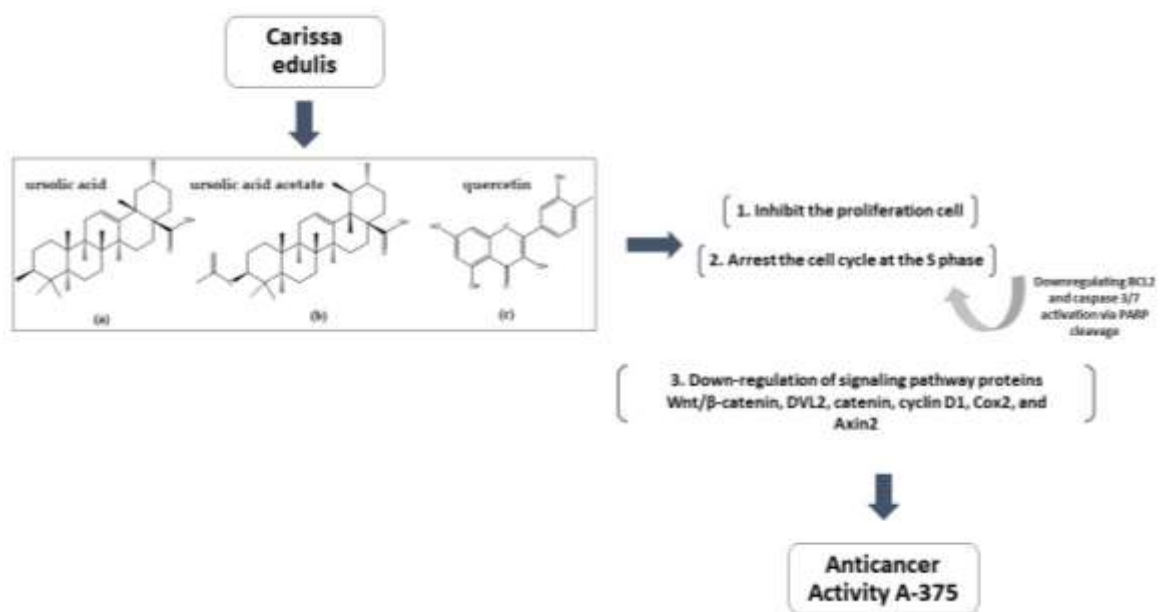 Carissa
edulis
ursolic acid
ursolic acid acetate
quercetin
(a)
(b)
(c)
1. Inhibit the proliferation cell
2. Arrest the cell cycle at the S phase
Downregulating BCL2
and caspase 3/7
activation via PARP
cleavage
3. Down-regulation of signaling pathway proteins
Wnt/β-catenin, DVL2, catenin, cyclin D1, Cox2, and
Axin2
Anticancer
Activity A-375